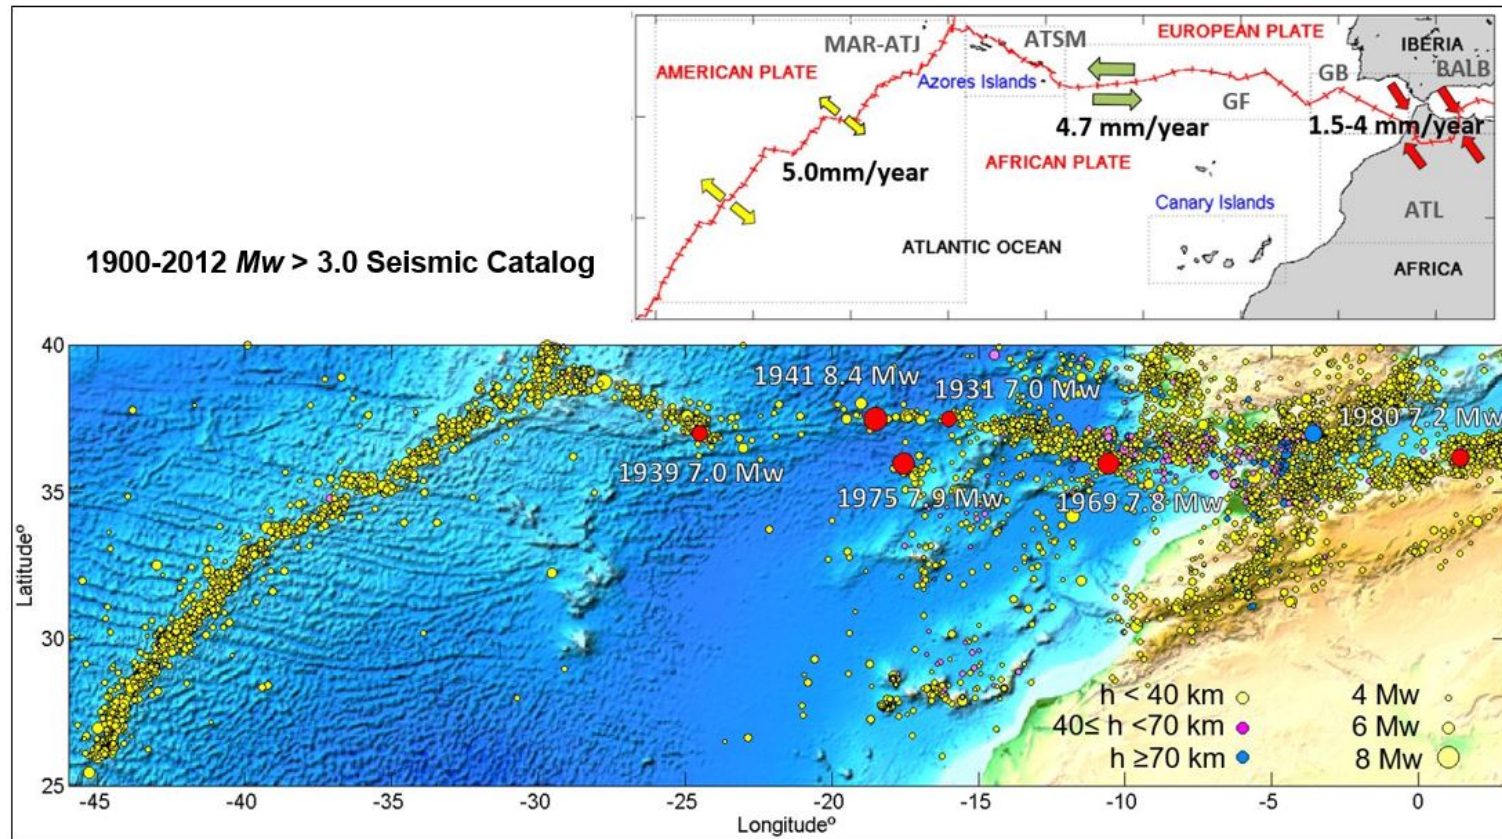 MAR-ATJ
ATSM
EUROPEAN PLATE
IBERIA
AMERICAN PLATE
Azores Islands
GB
BALB
GF
4.7 mm/year
1.5-4 mm/year
5.0mm/year
AFRICAN PLATE
Canary Islands
ATL
ATLANTIC OCEAN
AFRICA
1900-2012 Mw > 3.0 Seismic Catalog
40
35
30
25
Latitudeº
1941 8.4 Mw
1931 7.0 Mw
1980 7.2 Mw
1939 7.0 Mw
1975 7.9 Mw
1969 7.8 Mw
h < 40 km
40≤ h <70 km
h ≥70 km
4 Mw
6 Mw
8 Mw
-45 -40 -35 -30 -25 -20 -15 -10 -5 0
Longitudeº